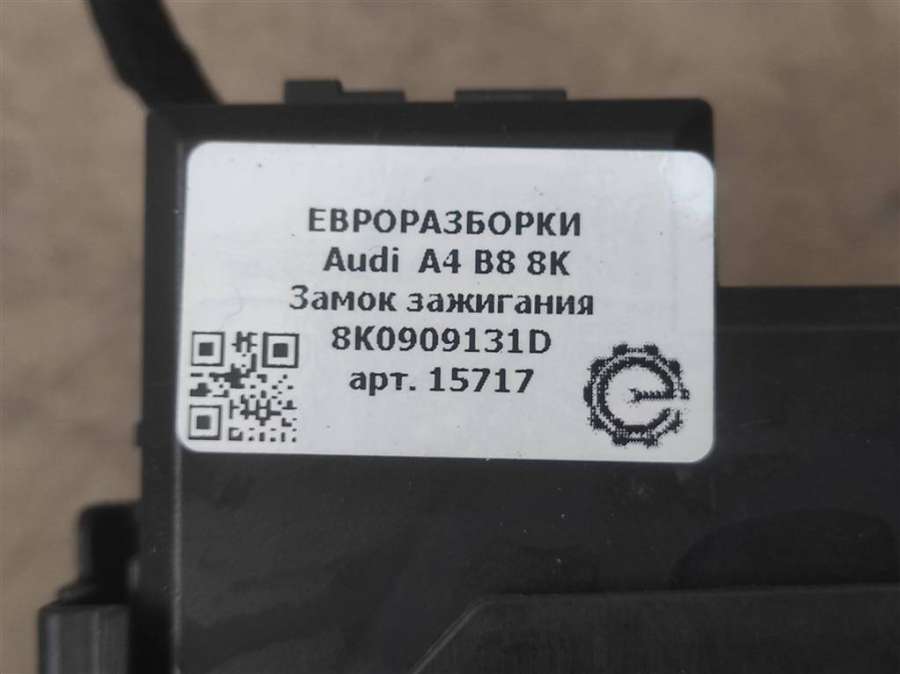 ЕВРОРАЗБОРКИ
Audi A4 B8 8K
Замок зажигания
8K0909131D
арт. 15717